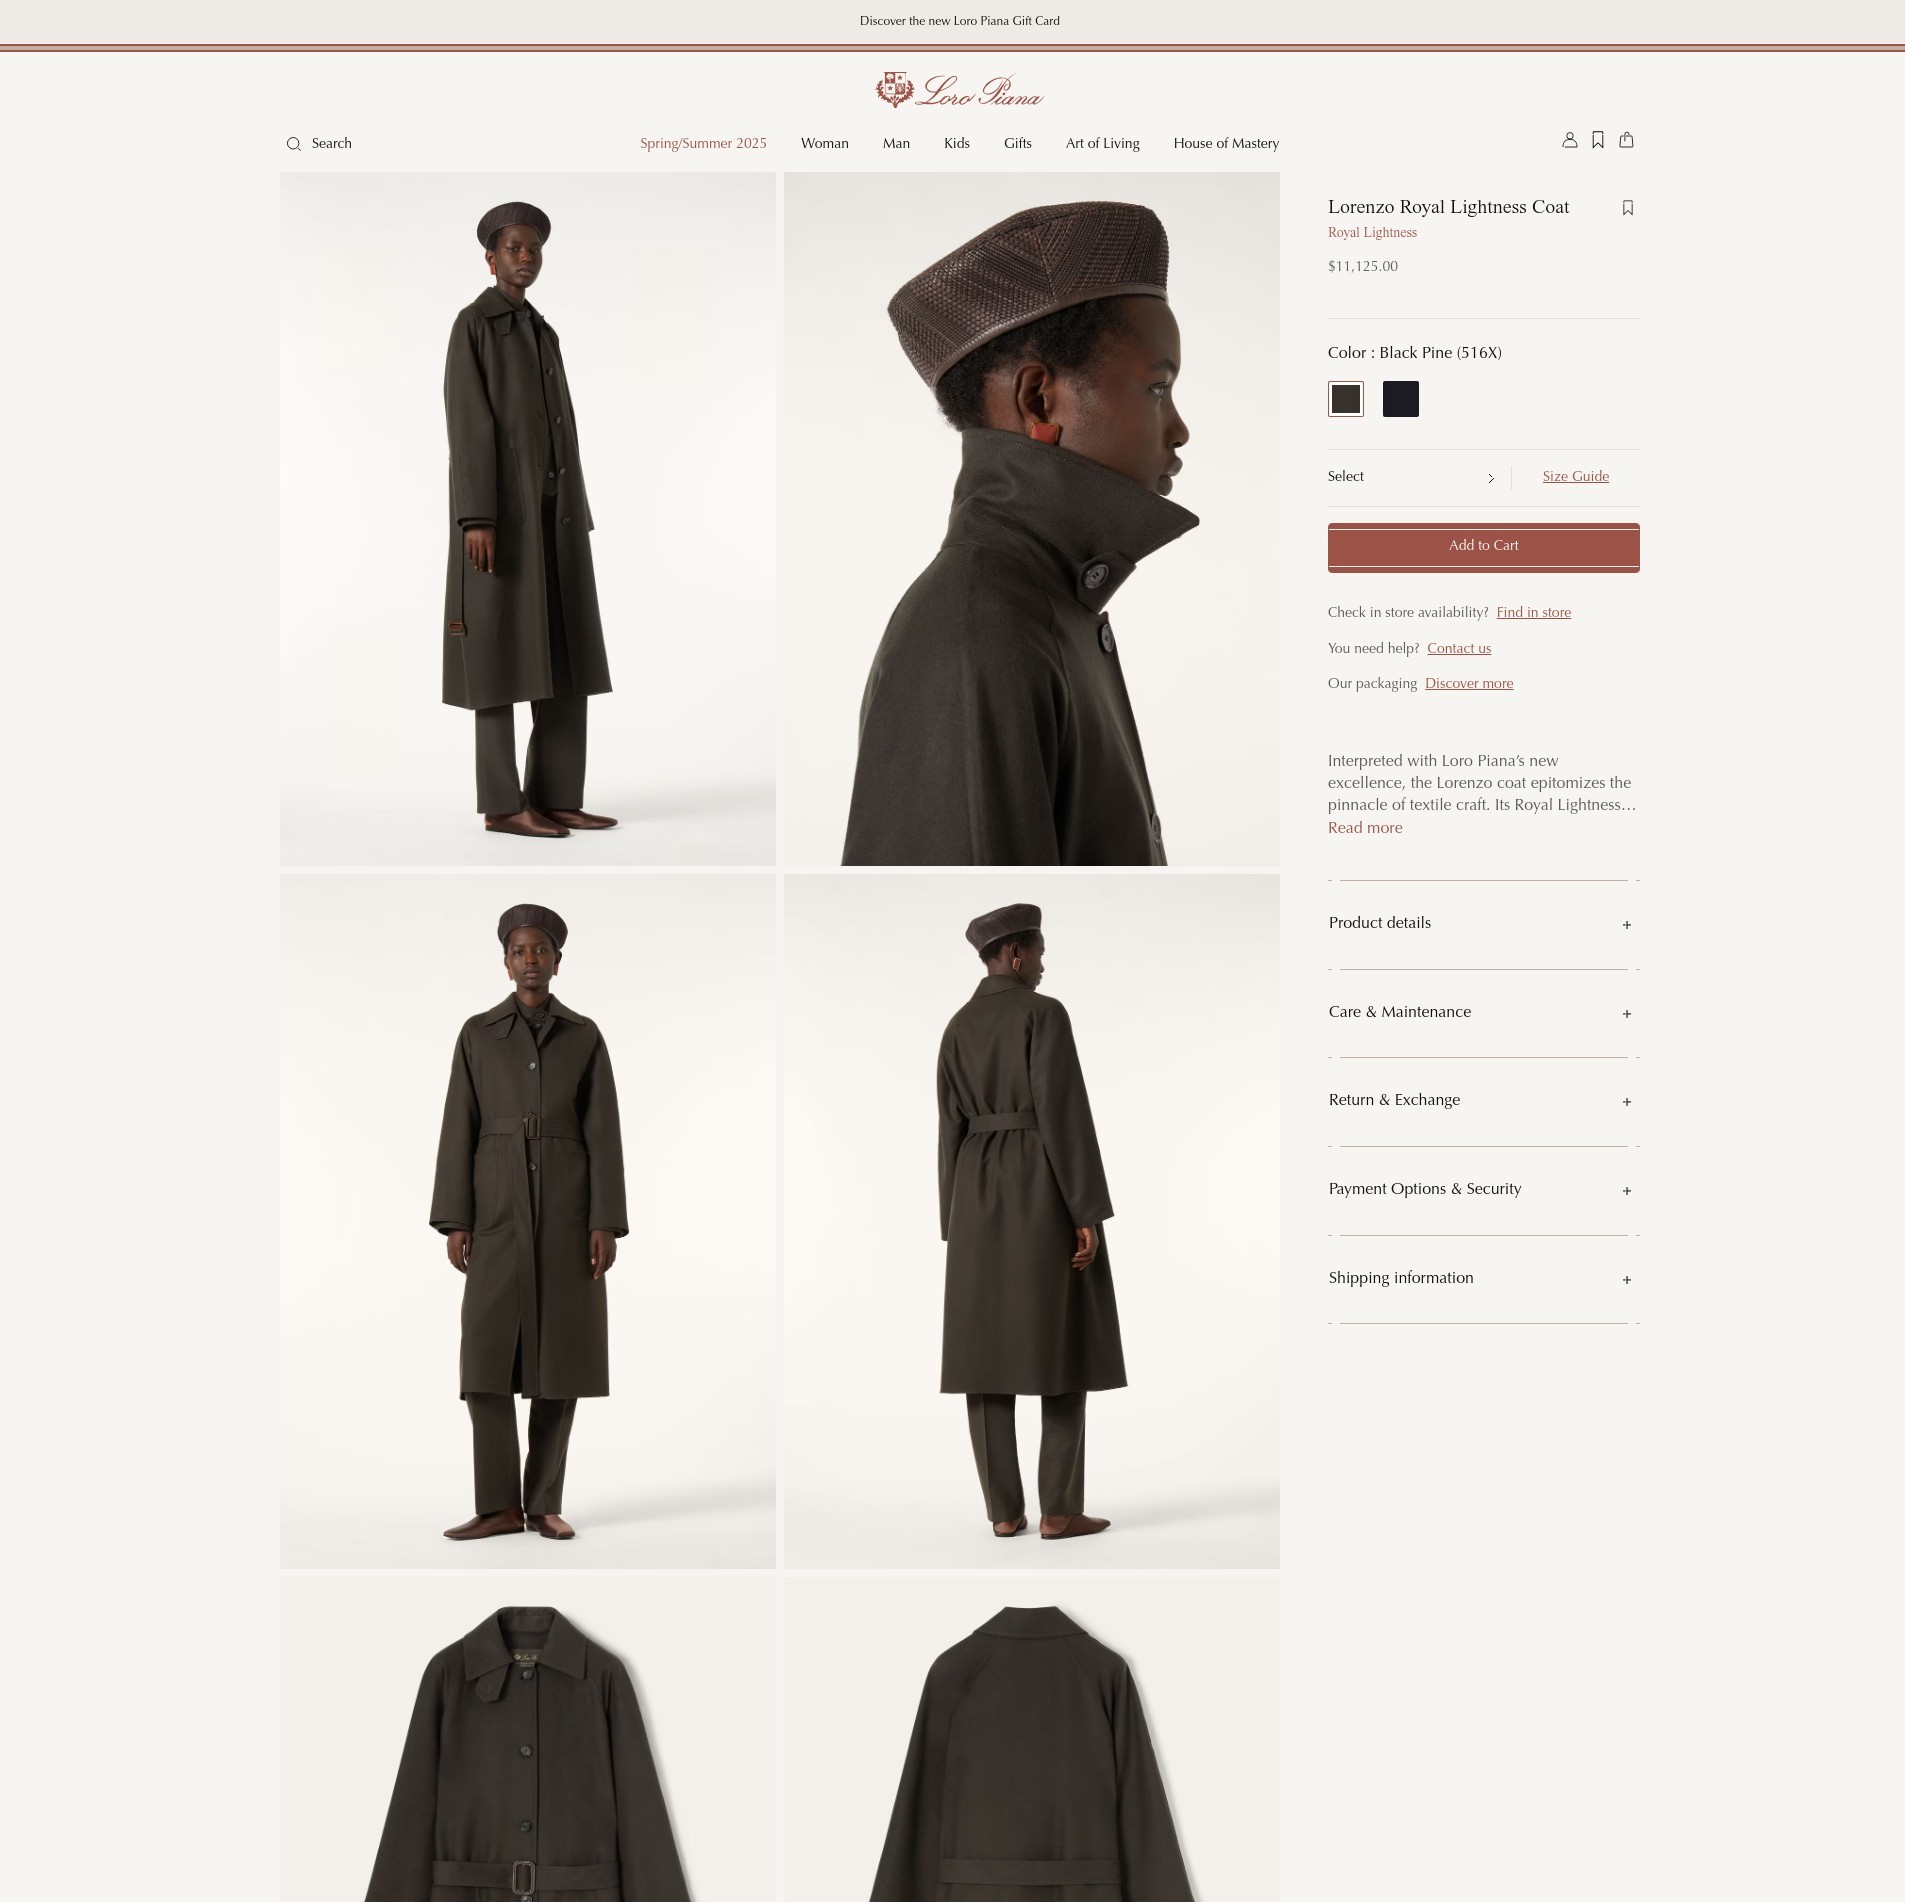 Discover the new Loro Piana Gift Card
Loro Piana
Search
Spring/Summer 2025
Woman
Man
Kids
Gifts
Art of Living
House of Mastery
Lorenzo Royal Lightness Coat
Royal Lightness
$11,125.00
Color : Black Pine (516X)
Select
Size Guide
Add to Cart
Check in store availability? Find in store
You need help? Contact us
Our packaging Discover more
Interpreted with Loro Piana’s new
excellence, the Lorenzo coat epitomizes the
pinnacle of textile craft. Its Royal Lightness…
Read more
Product details
Care & Maintenance
Return & Exchange
Payment Options & Security
Shipping information